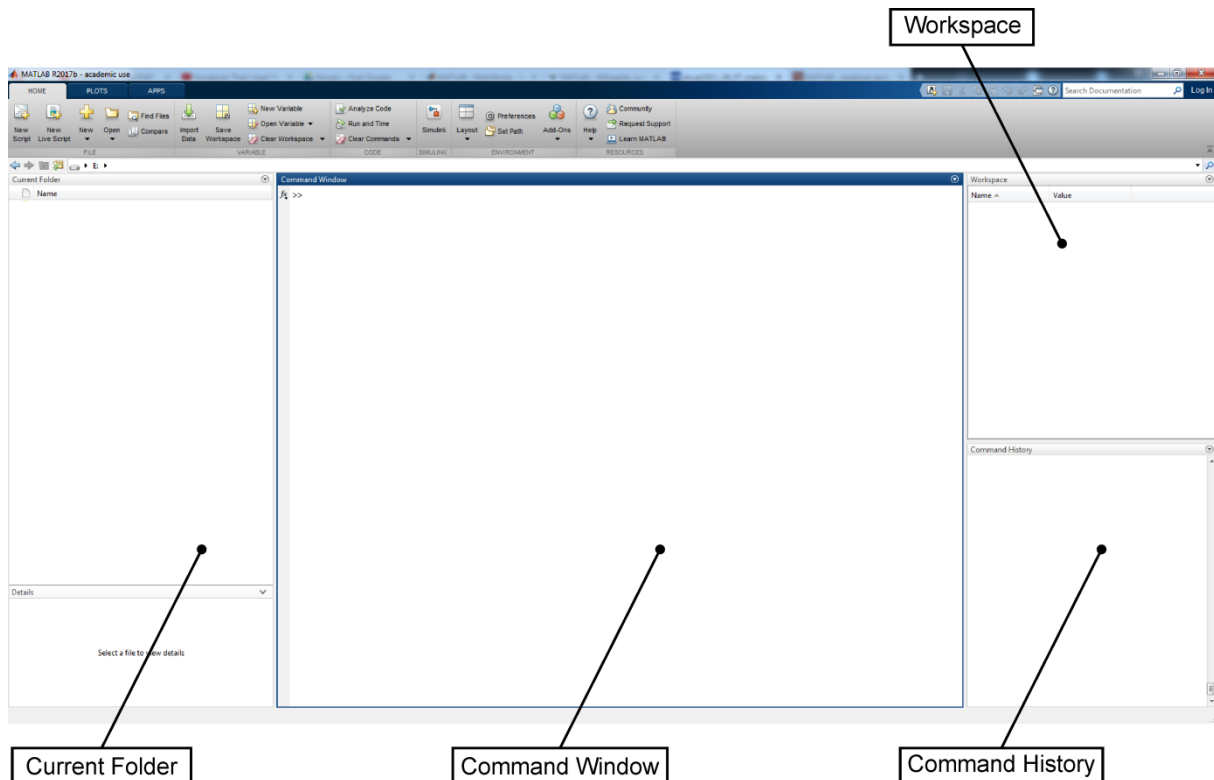 Workspace
MATLAB R2017b - academic use
HOME PLOTS APPS
Search Documentation
Log In
New Script
New Live Script
New
Open
Find Files
Compare
Import Data
Save Workspace
New Variable
Open Variable
Clear Workspace
Analyze Code
Run and Time
Clear Commands
Simulink
Layout
Preferences
Set Path
Add-Ons
Help
Community
Request Support
Learn MATLAB
FILE VARIABLE CODE SIMULINK ENVIRONMENT RESOURCES
E:
Current Folder
Name
Command Window
fx >>
Workspace
Name Value
Command History
Details
Select a file to view details
Current Folder
Command Window
Command History